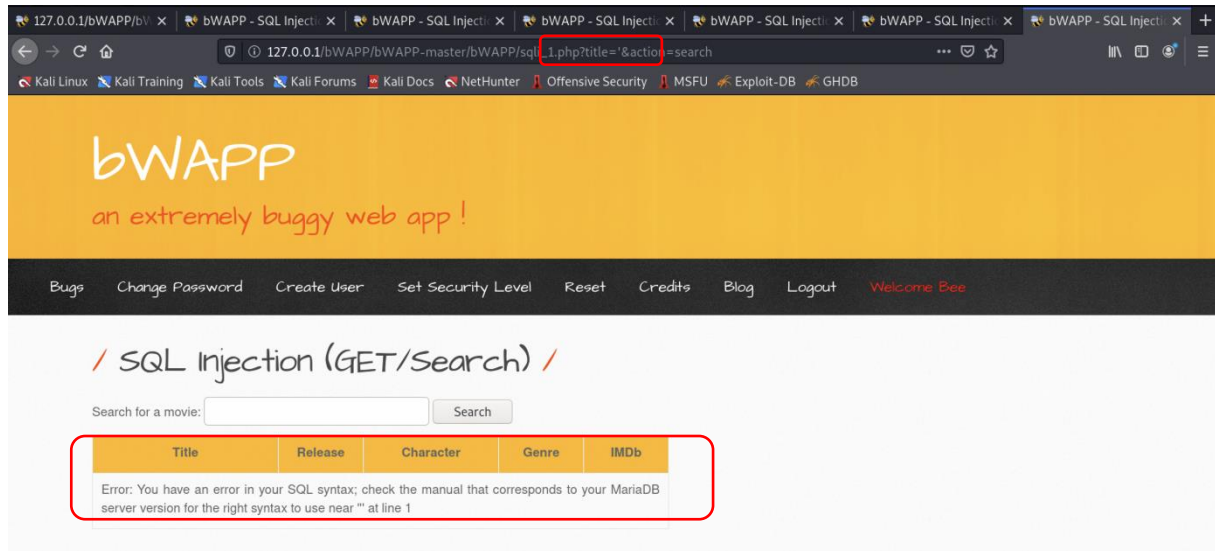 127.0.0.1/bWAPP/bW bWAPP - SQL Injectio bWAPP - SQL Injectio bWAPP - SQL Injectio bWAPP - SQL Injectio bWAPP - SQL Injectio bWAPP - SQL Injectio
127.0.0.1/bWAPP/bWAPP-master/bWAPP/sqli_1.php?title='&action=search
Kali Linux Kali Training Kali Tools Kali Forums Kali Docs NetHunter Offensive Security MSFU Exploit-DB GHDB
bWAPP
an extremely buggy web app !
Bugs Change Password Create User Set Security Level Reset Credits Blog Logout Welcome Bee
/ SQL Injection (GET/Search) /
Search for a movie: Search
Title Release Character Genre IMDb
Error: You have an error in your SQL syntax; check the manual that corresponds to your MariaDB
server version for the right syntax to use near ''' at line 1